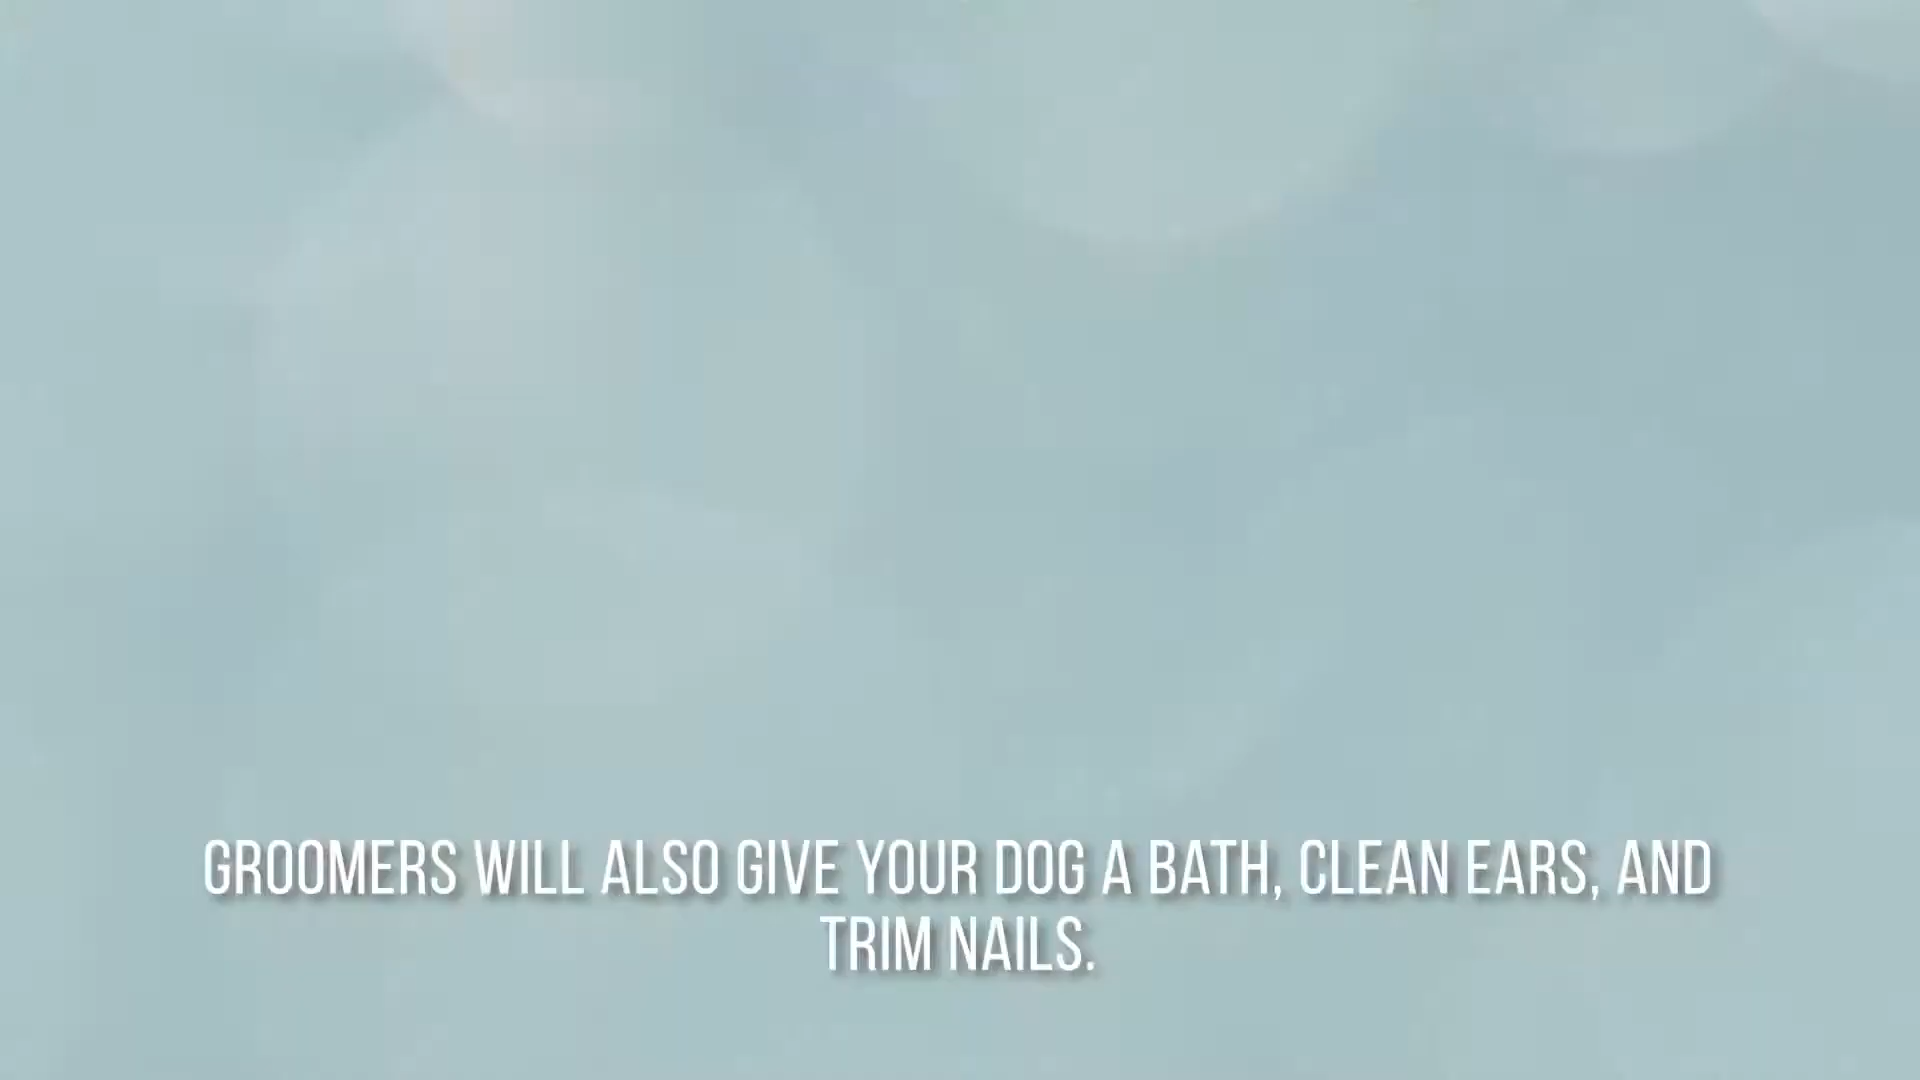 GROOMERS WILL ALSO GIVE YOUR DOG A BATH, CLEAN EARS, AND
TRIM NAILS.